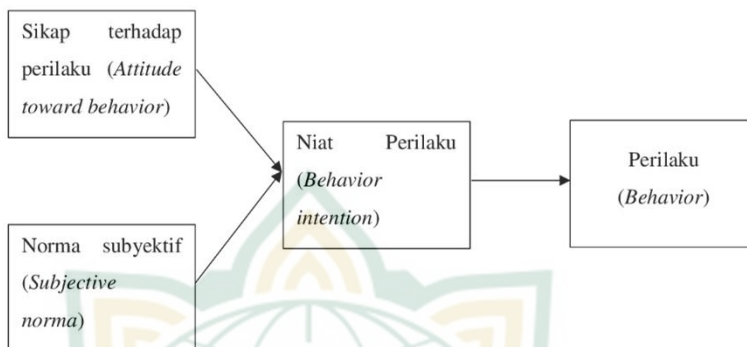 Sikap terhadap
perilaku (Attitude
toward behavior)
Norma subyektif
(Subjective
norma)
Niat Perilaku
(Behavior
intention)
Perilaku
(Behavior)